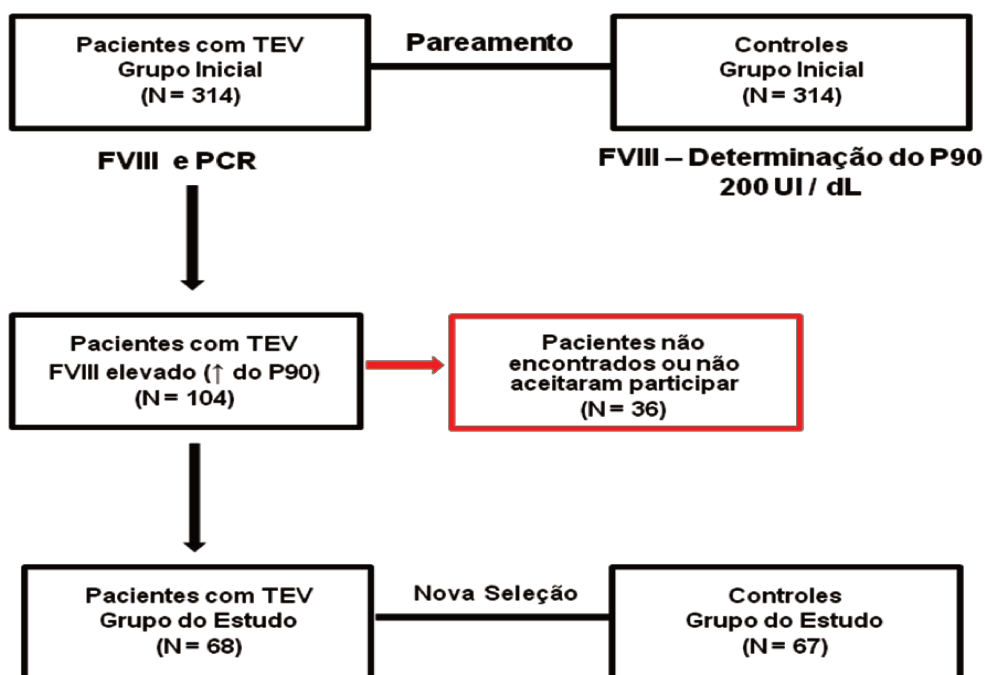 Pacientes com TEV
Grupo Inicial
(N = 314)
Pareamento
Controles
Grupo Inicial
(N = 314)
FVIII e PCR
FVIII – Determinação do P90
200 UI / dL
Pacientes com TEV
FVIII elevado (↑ do P90)
(N = 104)
Pacientes não
encontrados ou não
aceitaram participar
(N = 36)
Pacientes com TEV
Grupo do Estudo
(N = 68)
Nova Seleção
Controles
Grupo do Estudo
(N = 67)